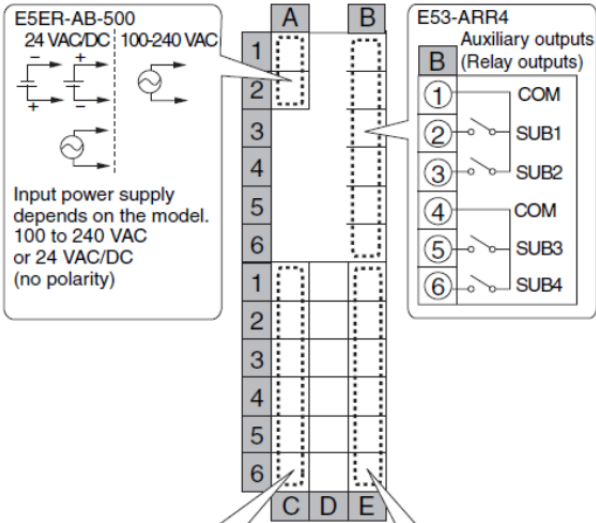 E5ER-AB-500
24 VAC/DC
100-240 VAC
−
+
+
−
Input power supply
depends on the model.
100 to 240 VAC
or 24 VAC/DC
(no polarity)
A
B
1
2
3
4
5
6
1
2
3
4
5
6
C
D
E
E53-ARR4
Auxiliary outputs
(Relay outputs)
B
1
COM
2
SUB1
3
SUB2
4
COM
5
SUB3
6
SUB4